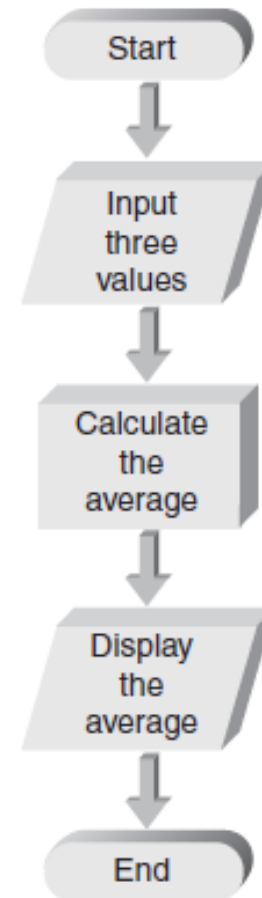 Start
Input
three
values
Calculate
the
average
Display
the
average
End